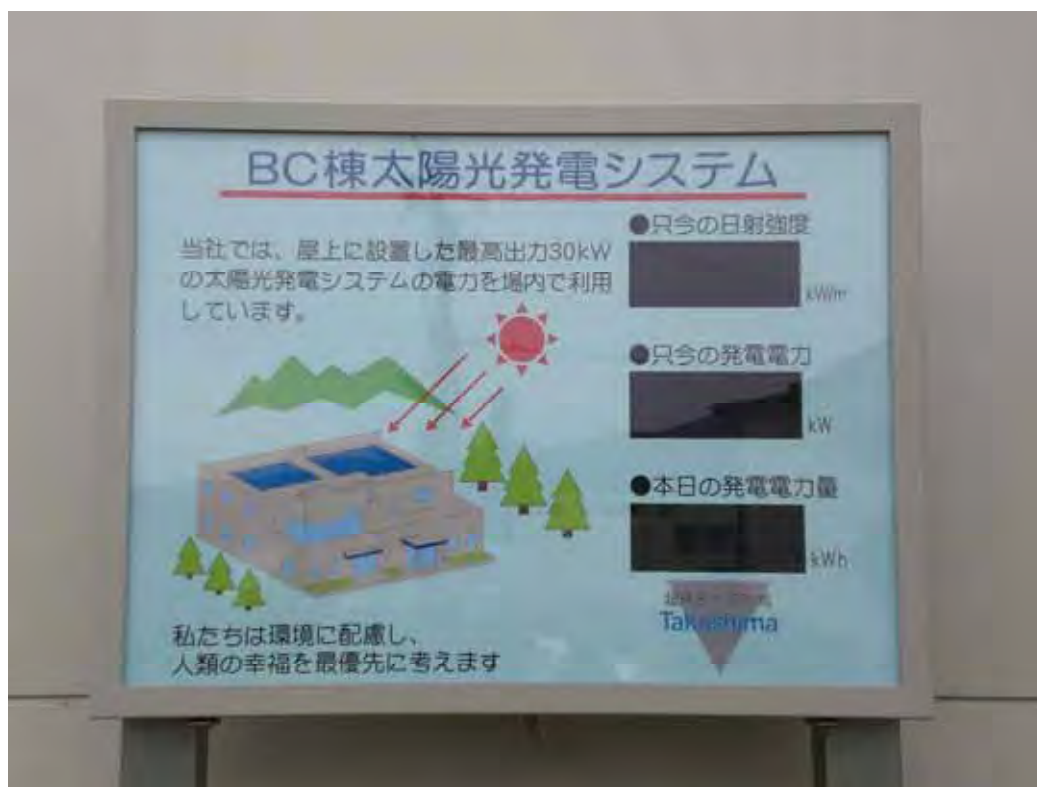 BC棟太陽光発電システム
当社では、屋上に設置した最高出力30kW
の太陽光発電システムの電力を場内で利用
しています。
●只今の日射強度
kW/m
●只今の発電電力
kW
●本日の発電電力量
kWh
Takashima
私たちは環境に配慮し、
人類の幸福を最優先に考えます